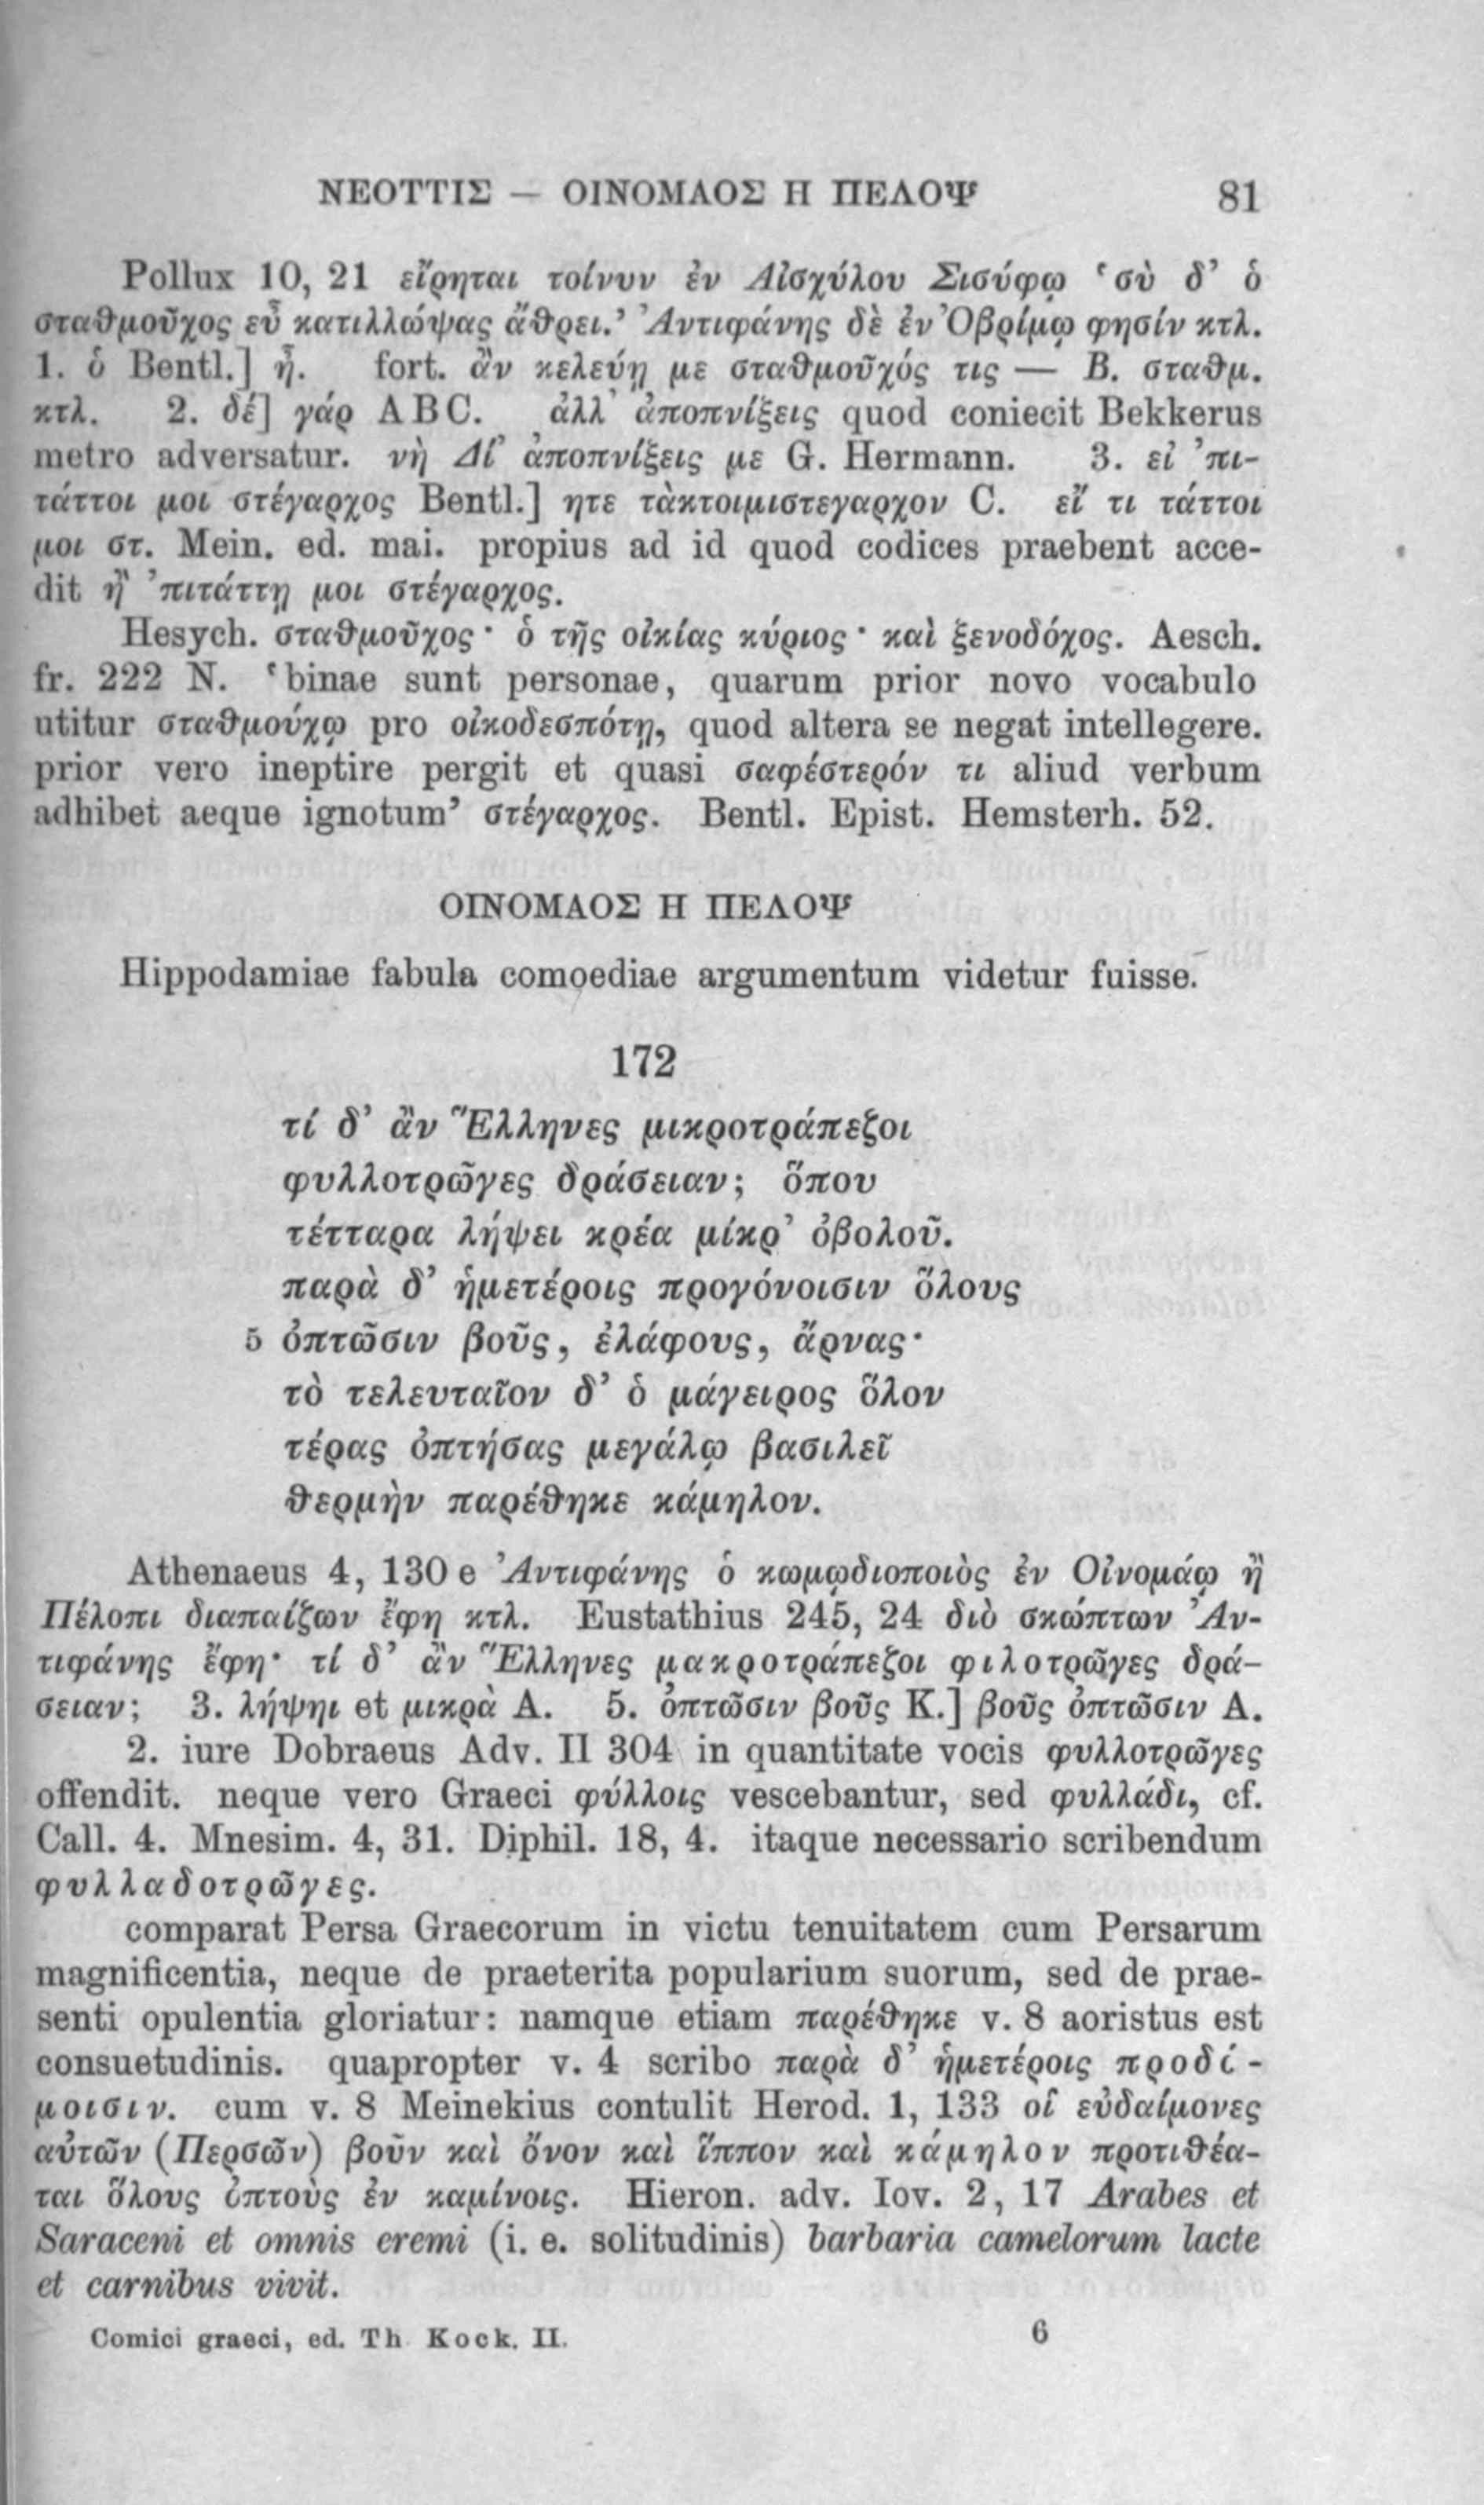 ΝΕΟΤΤΙΣ — ΟΙΝΟΜΑΟΣ Η ΠΕΛΟΨ 81
Pollux 10, 21 εἴρηται τοίνυν ἐν Αἰσχύλου Σισύφῳ ‘σὺ δ’ ὁ
σταθμοῦχος εὖ κατιλλώψας ἄθρει.’ Ἀντιφάνης δὲ ἐν Ὀβρίμῳ φησίν κτλ.
1. ὁ Bentl.] ἦ. fort. ἂν κελεύῃ με σταθμοῦχός τις — Β. σταθμ.
κτλ. 2. δέ] γάρ ABC. ἀλλ’ ἀποπνίξεις quod coniecit Bekkerus
metro adversatur. νὴ Δί’ ἀποπνίξεις με G. Hermann. 3. εἰ ’πι-
τάττοι μοι στέγαρχος Bentl.] ητε τὰκτοιμιστεγαρχον C. εἴ τι τάττοι
μοι στ. Mein. ed. mai. propius ad id quod codices praebent acce-
dit ἢ ’πιτάττῃ μοι στέγαρχος.
Hesych. σταθμοῦχος· ὁ τῆς οἰκίας κύριος· καὶ ξενοδόχος. Aesch.
fr. 222 N. ‘binae sunt personae, quarum prior novo vocabulo
utitur σταθμούχῳ pro οἰκοδεσπότῃ, quod altera se negat intellegere.
prior vero ineptire pergit et quasi σαφέστερόν τι aliud verbum
adhibet aeque ignotum’ στέγαρχος. Bentl. Epist. Hemsterh. 52.
ΟΙΝΟΜΑΟΣ Η ΠΕΛΟΨ
Hippodamiae fabula comoediae argumentum videtur fuisse.
172
τί δ’ ἂν Ἕλληνες μικροτράπεζοι
φυλλοτρῶγες δράσειαν; ὅπου
τέτταρα λήψει κρέα μίκρ’ ὀβολοῦ.
παρὰ δ’ ἡμετέροις προγόνοισιν ὅλους
5 ὀπτῶσιν βοῦς, ἐλάφους, ἄρνας·
τὸ τελευταῖον δ’ ὁ μάγειρος ὅλον
τέρας ὀπτήσας μεγάλῳ βασιλεῖ
θερμὴν παρέθηκε κάμηλον.
Athenaeus 4, 130 e Ἀντιφάνης ὁ κωμῳδιοποιὸς ἐν Οἰνομάῳ ἢ
Πέλοπι διαπαίζων ἔφη κτλ. Eustathius 245, 24 διὸ σκώπτων Ἀν-
τιφάνης ἔφη· τί δ’ ἂν Ἕλληνες μακροτράπεζοι φιλοτρῶγες δρά-
σειαν; 3. λήψηι et μικρὰ A. 5. ὀπτῶσιν βοῦς K.] βοῦς ὀπτῶσιν A.
2. iure Dobraeus Adv. II 304 in quantitate vocis φυλλοτρῶγες
offendit. neque vero Graeci φύλλοις vescebantur, sed φυλλάδι, cf.
Call. 4. Mnesim. 4, 31. Diphil. 18, 4. itaque necessario scribendum
φυλλαδοτρῶγες.
comparat Persa Graecorum in victu tenuitatem cum Persarum
magnificentia, neque de praeterita popularium suorum, sed de prae-
senti opulentia gloriatur: namque etiam παρέθηκε v. 8 aoristus est
consuetudinis. quapropter v. 4 scribo παρὰ δ’ ἡμετέροις προδί-
μοισιν. cum v. 8 Meinekius contulit Herod. 1, 133 οἱ εὐδαίμονες
αὐτῶν (Περσῶν) βοῦν καὶ ὄνον καὶ ἵππον καὶ κάμηλον προτιθέα-
ται ὅλους ὀπτοὺς ἐν καμίνοις. Hieron. adv. Iov. 2, 17 Arabes et
Saraceni et omnis eremi (i. e. solitudinis) barbaria camelorum lacte
et carnibus vivit.
Comici graeci, ed. Th Kock. II. 6